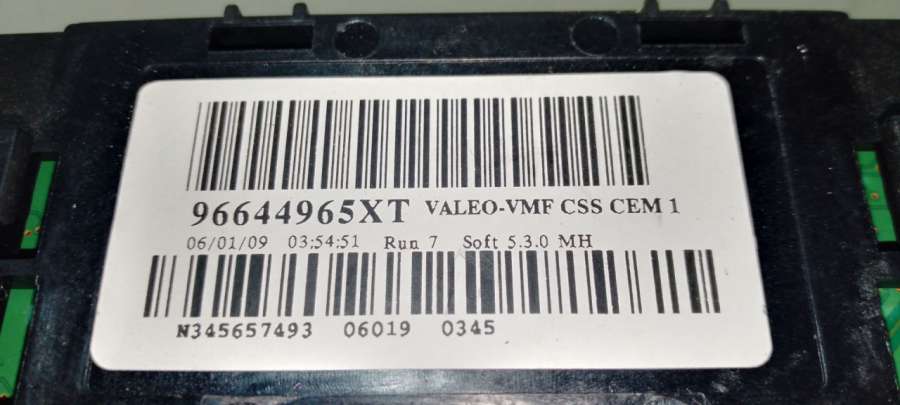 96644965XT VALEO-VMF CSS CEM 1
06/01/09 03:54:51 Run 7 Soft 5.3.0 MH
N345657493 06019 0345